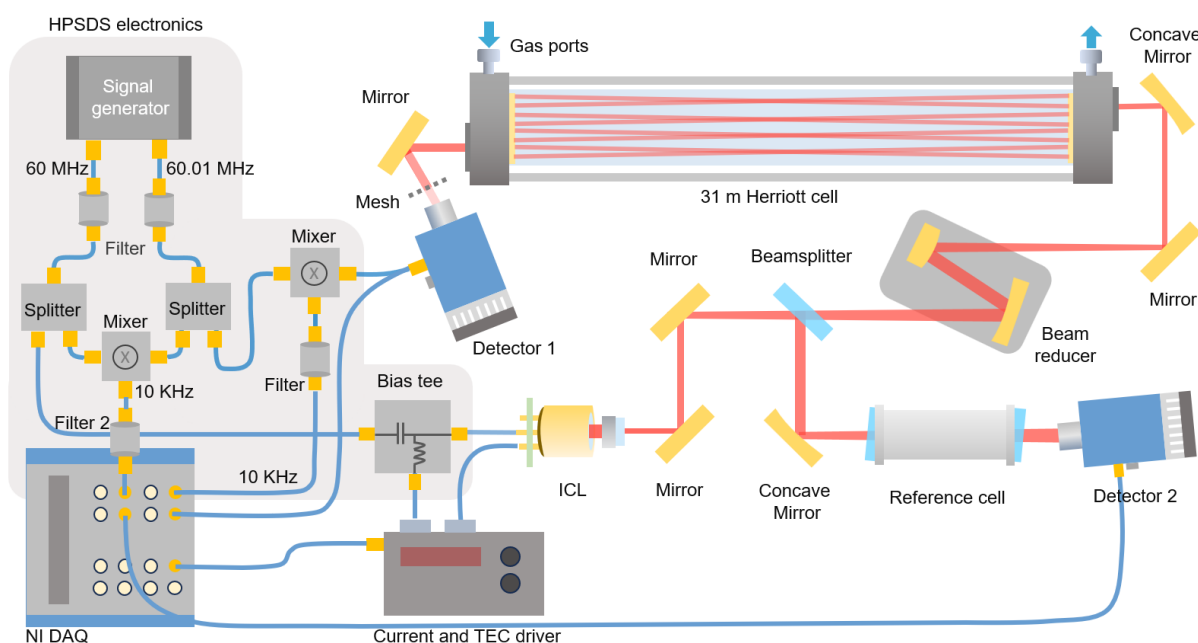 HPSDS electronics
Signal
generator
60 MHz
60.01 MHz
Filter
Splitter
Splitter
Mixer
X
10 KHz
Filter 2
Mixer
X
Filter
10 KHz
NI DAQ
Bias tee
Current and TEC driver
Gas ports
Concave
Mirror
Mirror
Mesh
31 m Herriott cell
Detector 1
Mirror
Beamsplitter
Mirror
Beam
reducer
ICL
Mirror
Concave
Mirror
Reference cell
Detector 2